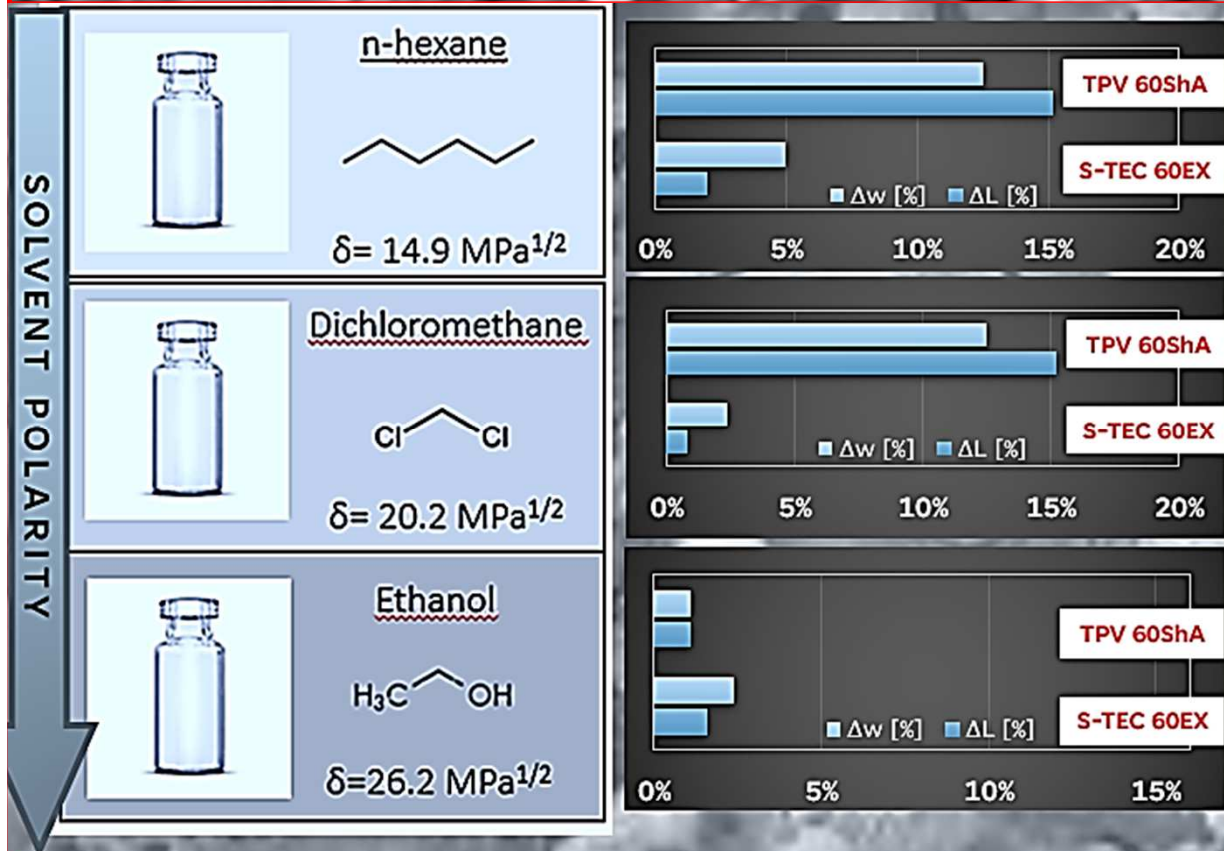 SOLVENT POLARITY
n-hexane
δ= 14.9 MPa1/2
TPV 60ShA
S-TEC 60EX
Δw [%] ΔL [%]
0% 5% 10% 15% 20%
Dichloromethane
Cl Cl
δ= 20.2 MPa1/2
TPV 60ShA
S-TEC 60EX
Δw [%] ΔL [%]
0% 5% 10% 15% 20%
Ethanol
H3C OH
δ=26.2 MPa1/2
TPV 60ShA
S-TEC 60EX
Δw [%] ΔL [%]
0% 5% 10% 15%